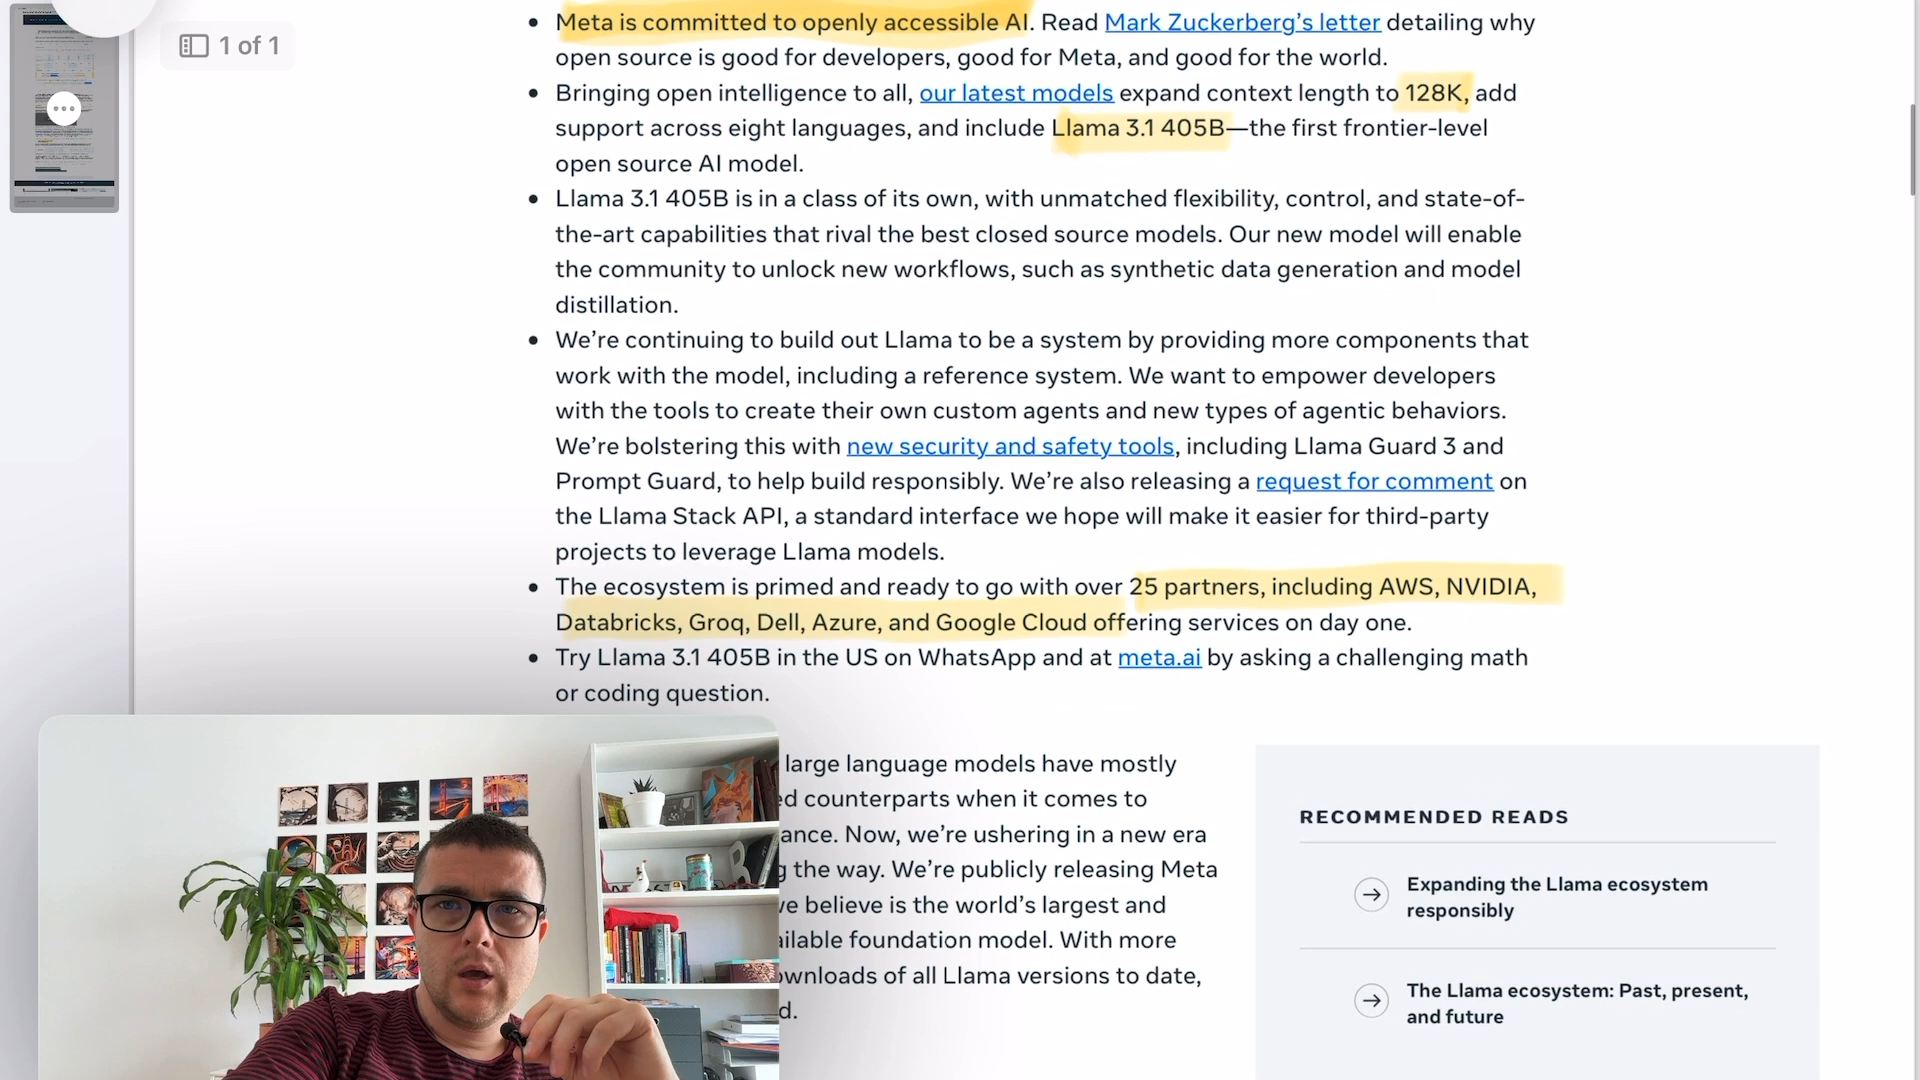 1 of 1
• Meta is committed to openly accessible AI. Read Mark Zuckerberg’s letter detailing why
open source is good for developers, good for Meta, and good for the world.
• Bringing open intelligence to all, our latest models expand context length to 128K, add
support across eight languages, and include Llama 3.1 405B—the first frontier-level
open source AI model.
• Llama 3.1 405B is in a class of its own, with unmatched flexibility, control, and state-of-
the-art capabilities that rival the best closed source models. Our new model will enable
the community to unlock new workflows, such as synthetic data generation and model
distillation.
• We’re continuing to build out Llama to be a system by providing more components that
work with the model, including a reference system. We want to empower developers
with the tools to create their own custom agents and new types of agentic behaviors.
We’re bolstering this with new security and safety tools, including Llama Guard 3 and
Prompt Guard, to help build responsibly. We’re also releasing a request for comment on
the Llama Stack API, a standard interface we hope will make it easier for third-party
projects to leverage Llama models.
• The ecosystem is primed and ready to go with over 25 partners, including AWS, NVIDIA,
Databricks, Groq, Dell, Azure, and Google Cloud offering services on day one.
• Try Llama 3.1 405B in the US on WhatsApp and at meta.ai by asking a challenging math
or coding question.
large language models have mostly
counterparts when it comes to
Now, we’re ushering in a new era
the way. We’re publicly releasing Meta
believe is the world’s largest and
foundation model. With more
of all Llama versions to date,
RECOMMENDED READS
Expanding the Llama ecosystem
responsibly
The Llama ecosystem: Past, present,
and future